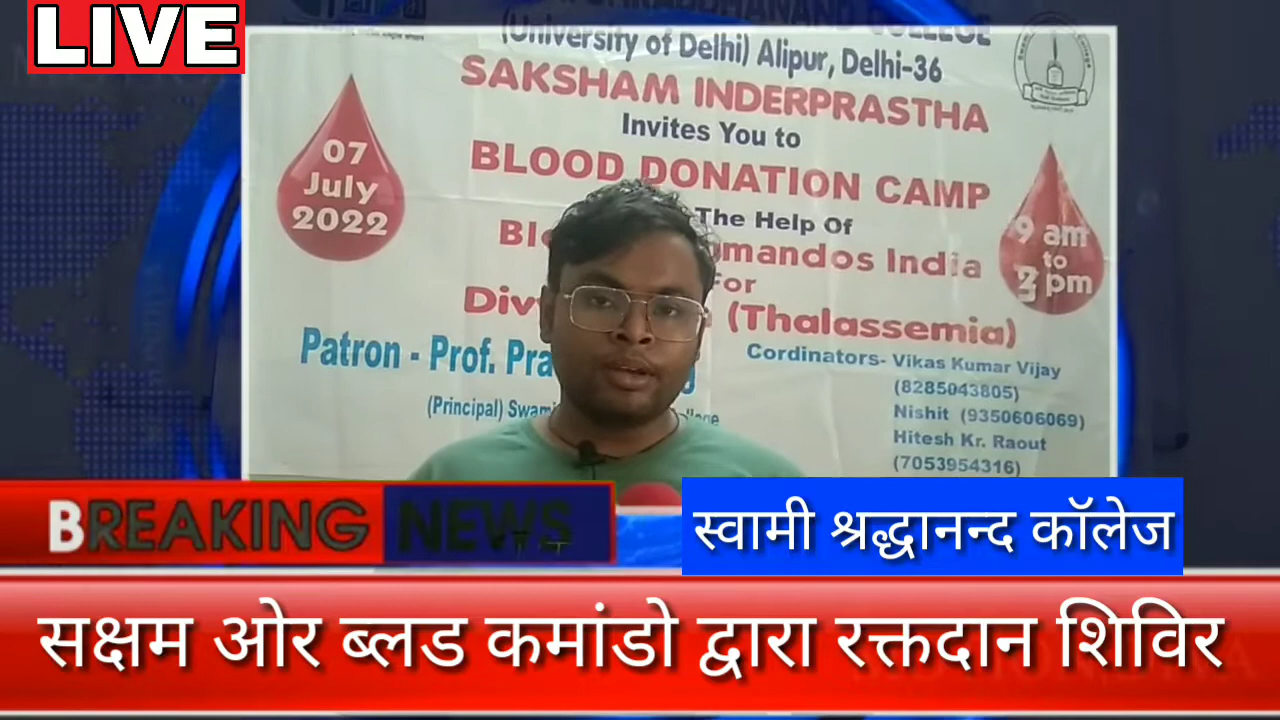 LIVE
COLLEGE
(University of Delhi) Alipur, Delhi-36
SAKSHAM INDERPRASTHA
Invites You to
BLOOD DONATION CAMP
The Help Of
mandos India
For
(Thalassemia)
07
July
2022
9 am
to
pm
Patron - Prof.
Cordinators- Vikas Kumar Vijay
(8285043805)
(Principal)
Nishit (9350606069)
Hitesh Kr. Raout
(7053954316)
BREAKING NEWS
स्वामी श्रद्धानन्द कॉलेज
सक्षम ओर ब्लड कमांडो द्वारा रक्तदान शिविर